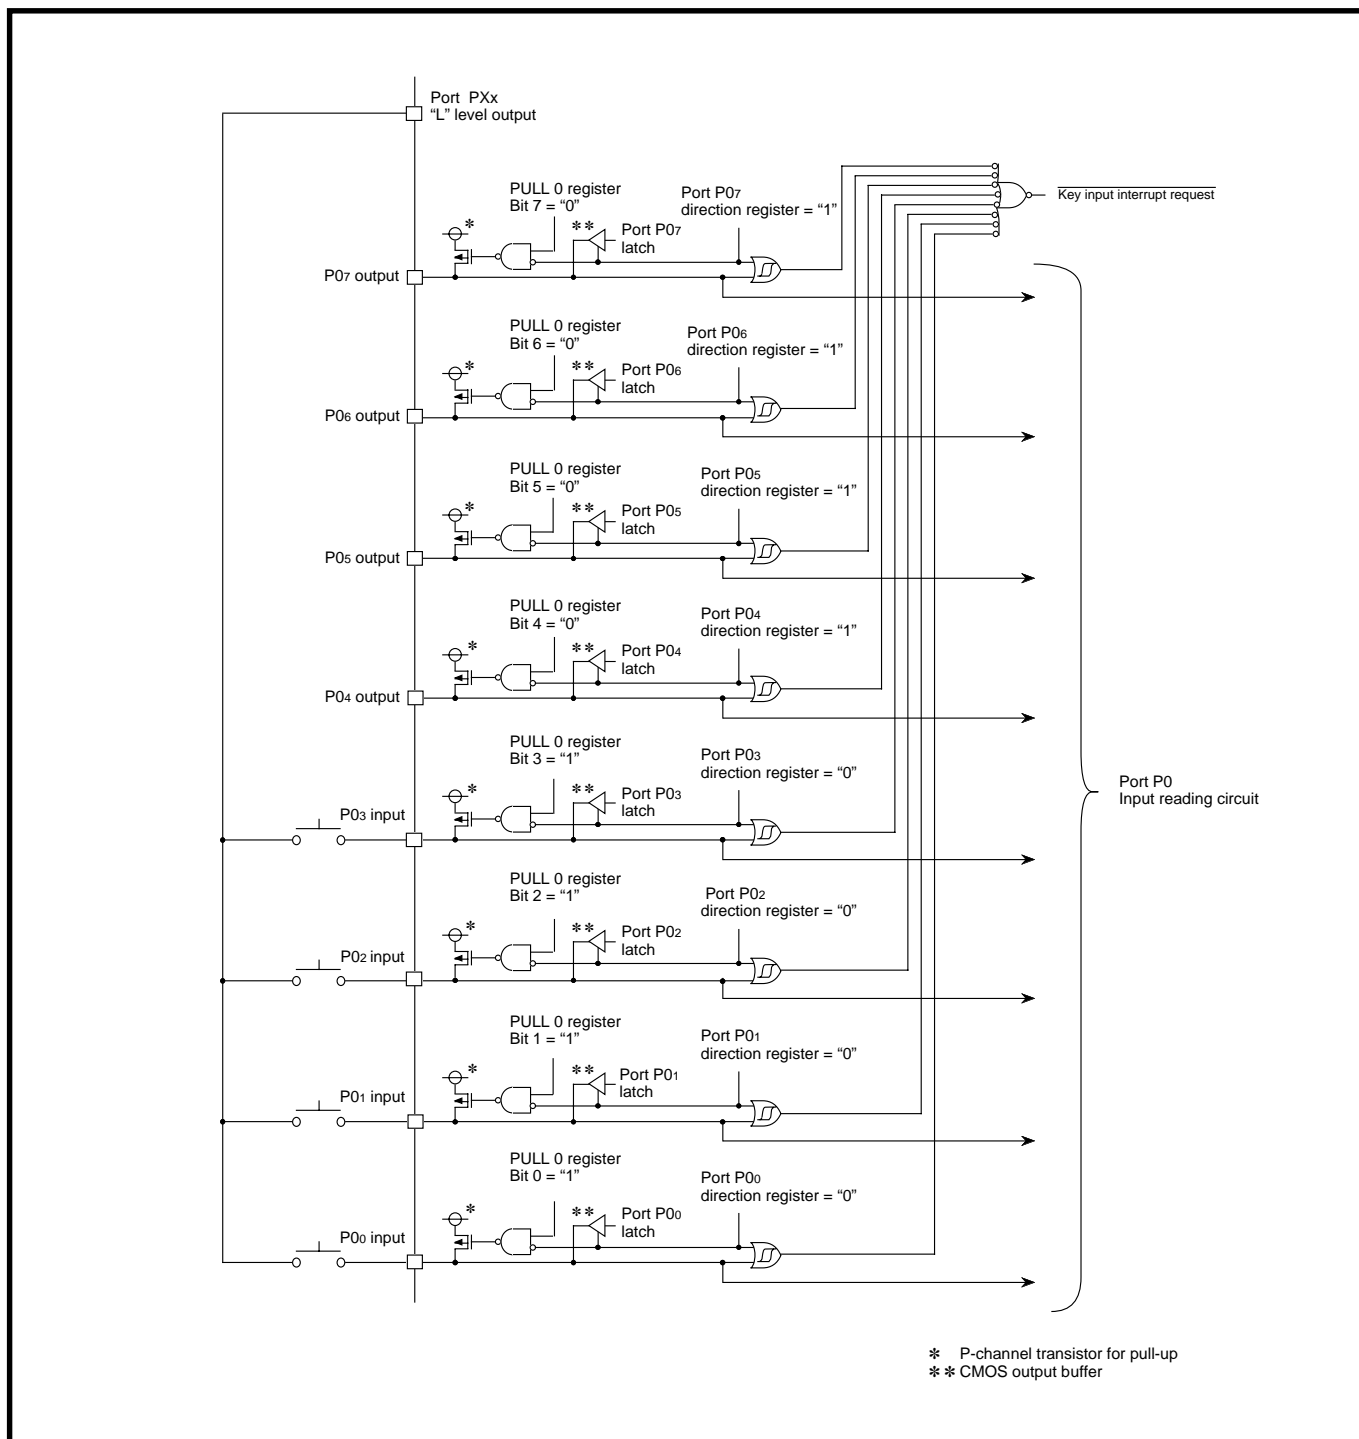 Port PXx
“L” level output
PULL 0 register
Bit 7 = “0”
Port P07
direction register = “1”
Key input interrupt request
*
**
Port P07
latch
P07 output
PULL 0 register
Bit 6 = “0”
Port P06
direction register = “1”
*
**
Port P06
latch
P06 output
PULL 0 register
Bit 5 = “0”
Port P05
direction register = “1”
*
**
Port P05
latch
P05 output
PULL 0 register
Bit 4 = “0”
Port P04
direction register = “1”
*
**
Port P04
latch
P04 output
PULL 0 register
Bit 3 = “1”
Port P03
direction register = “0”
Port P0
Input reading circuit
*
**
Port P03
latch
P03 input
PULL 0 register
Bit 2 = “1”
Port P02
direction register = “0”
*
**
Port P02
latch
P02 input
PULL 0 register
Bit 1 = “1”
Port P01
direction register = “0”
*
**
Port P01
latch
P01 input
PULL 0 register
Bit 0 = “1”
Port P00
direction register = “0”
*
**
Port P00
latch
P00 input
* P-channel transistor for pull-up
** CMOS output buffer